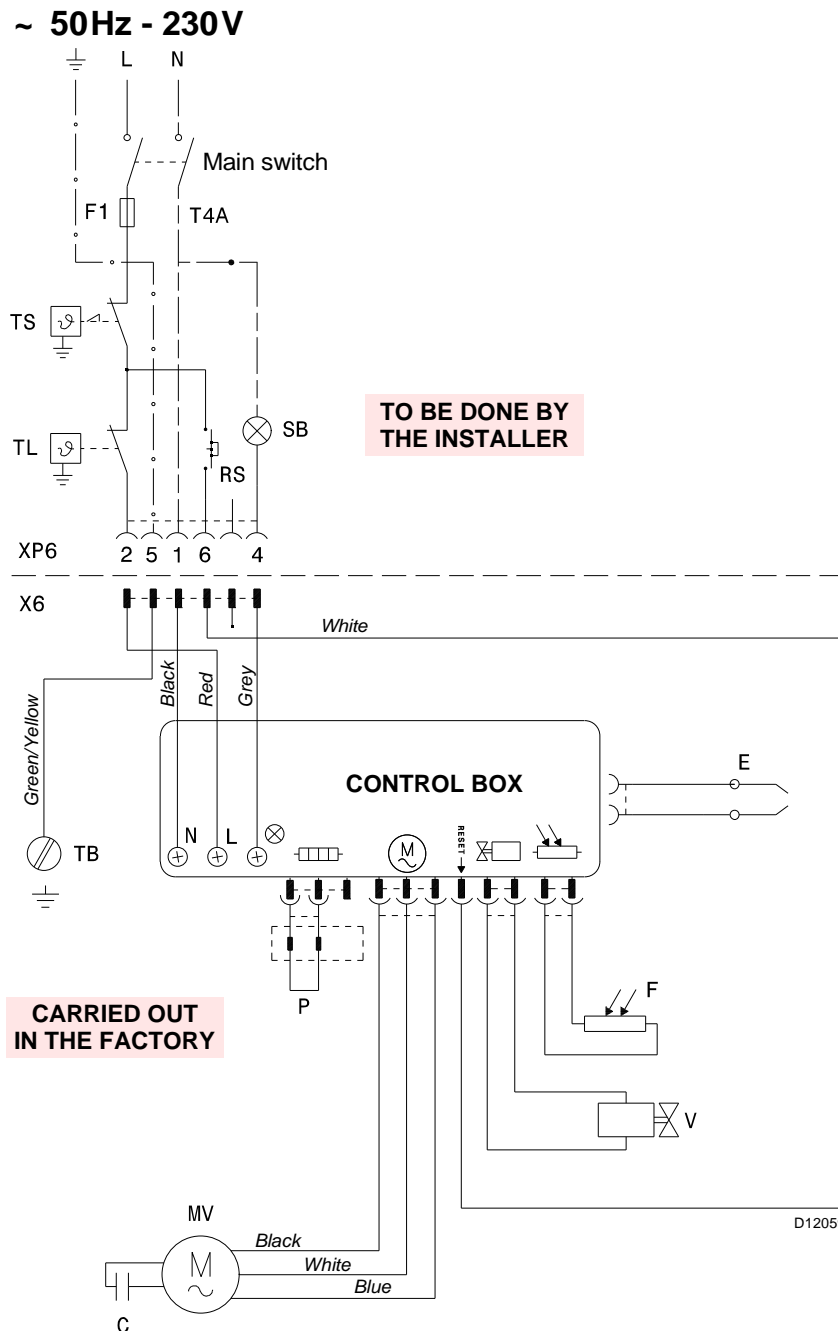 ~ 50Hz - 230V
L N
Main switch
F1 T4A
TS
TO BE DONE BY
THE INSTALLER
SB
TL
RS
XP6 2 5 1 6 4
X6
White
Black
Red
Grey
Green/Yellow
CONTROL BOX
E
N L
M
RESET
TB
P
F
CARRIED OUT
IN THE FACTORY
V
D1205
MV
M
Black
White
Blue
C